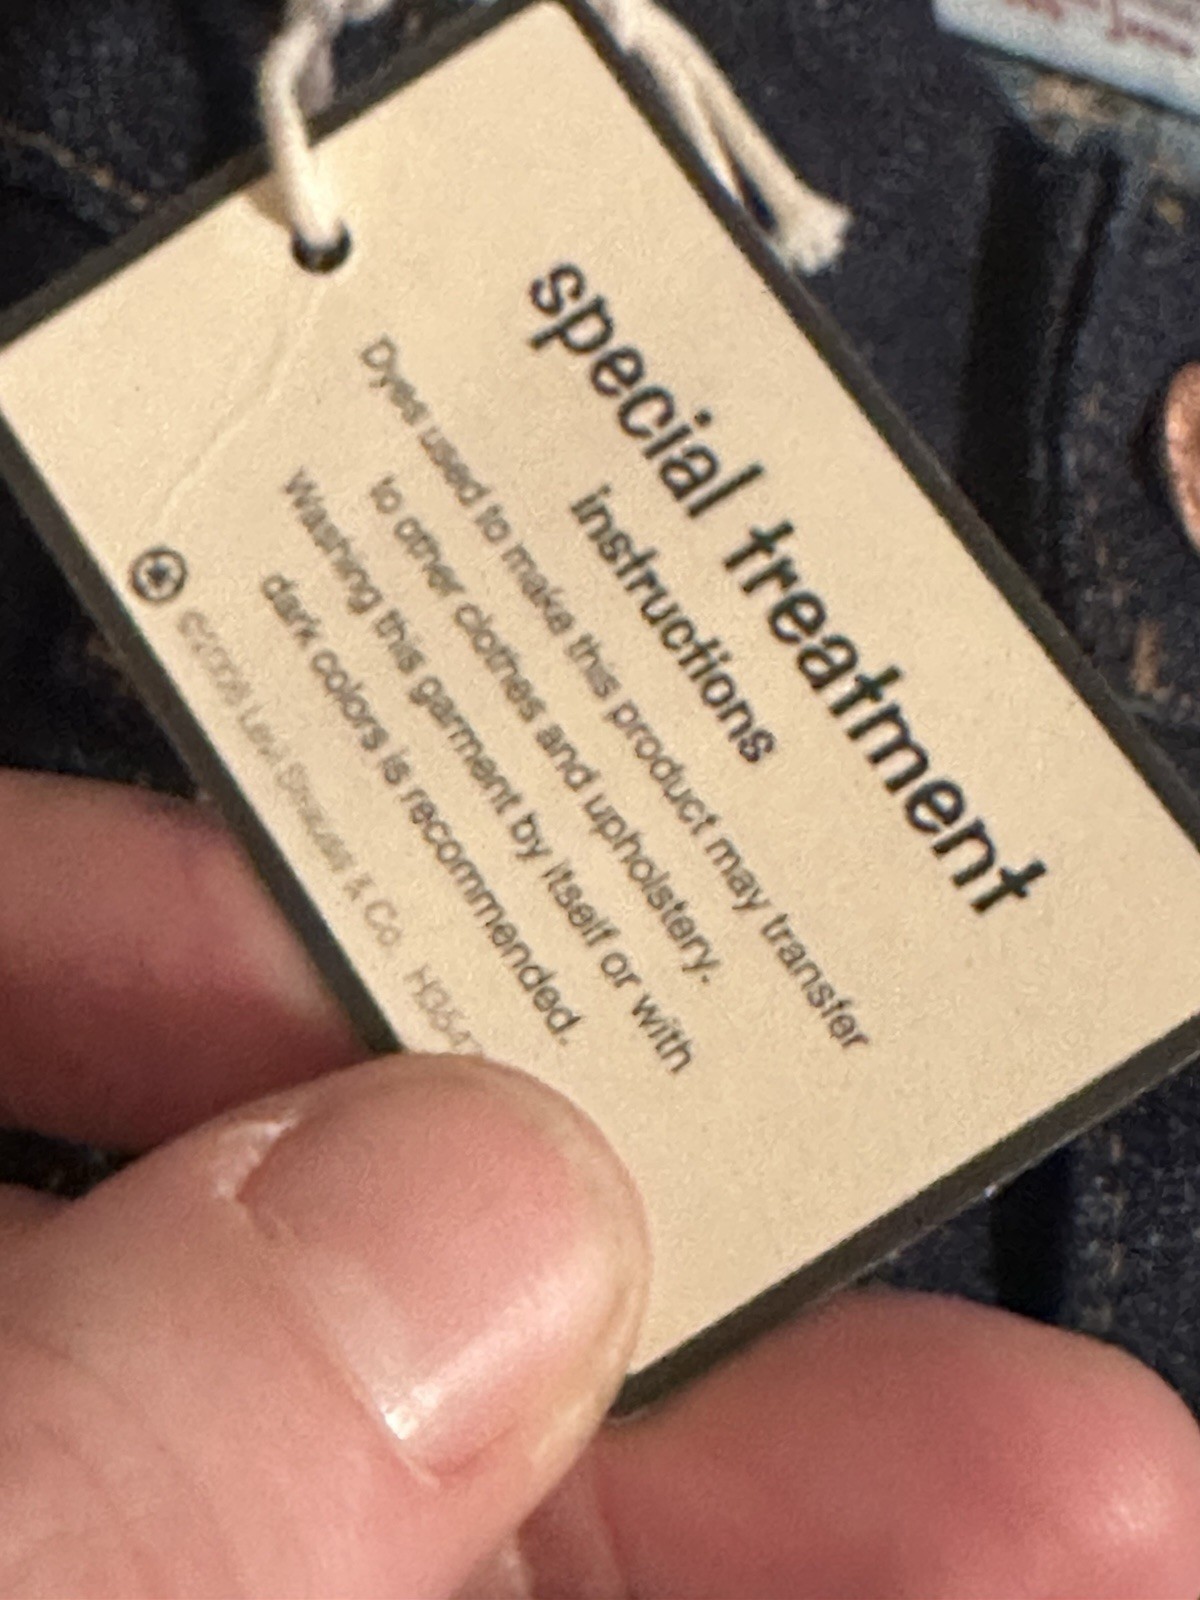 special treatment
instructions
Dyes used to make this product may transfer
to other clothes and upholstery.
Washing this garment by itself or with
dark colors is recommended.
Levi Strauss & Co.